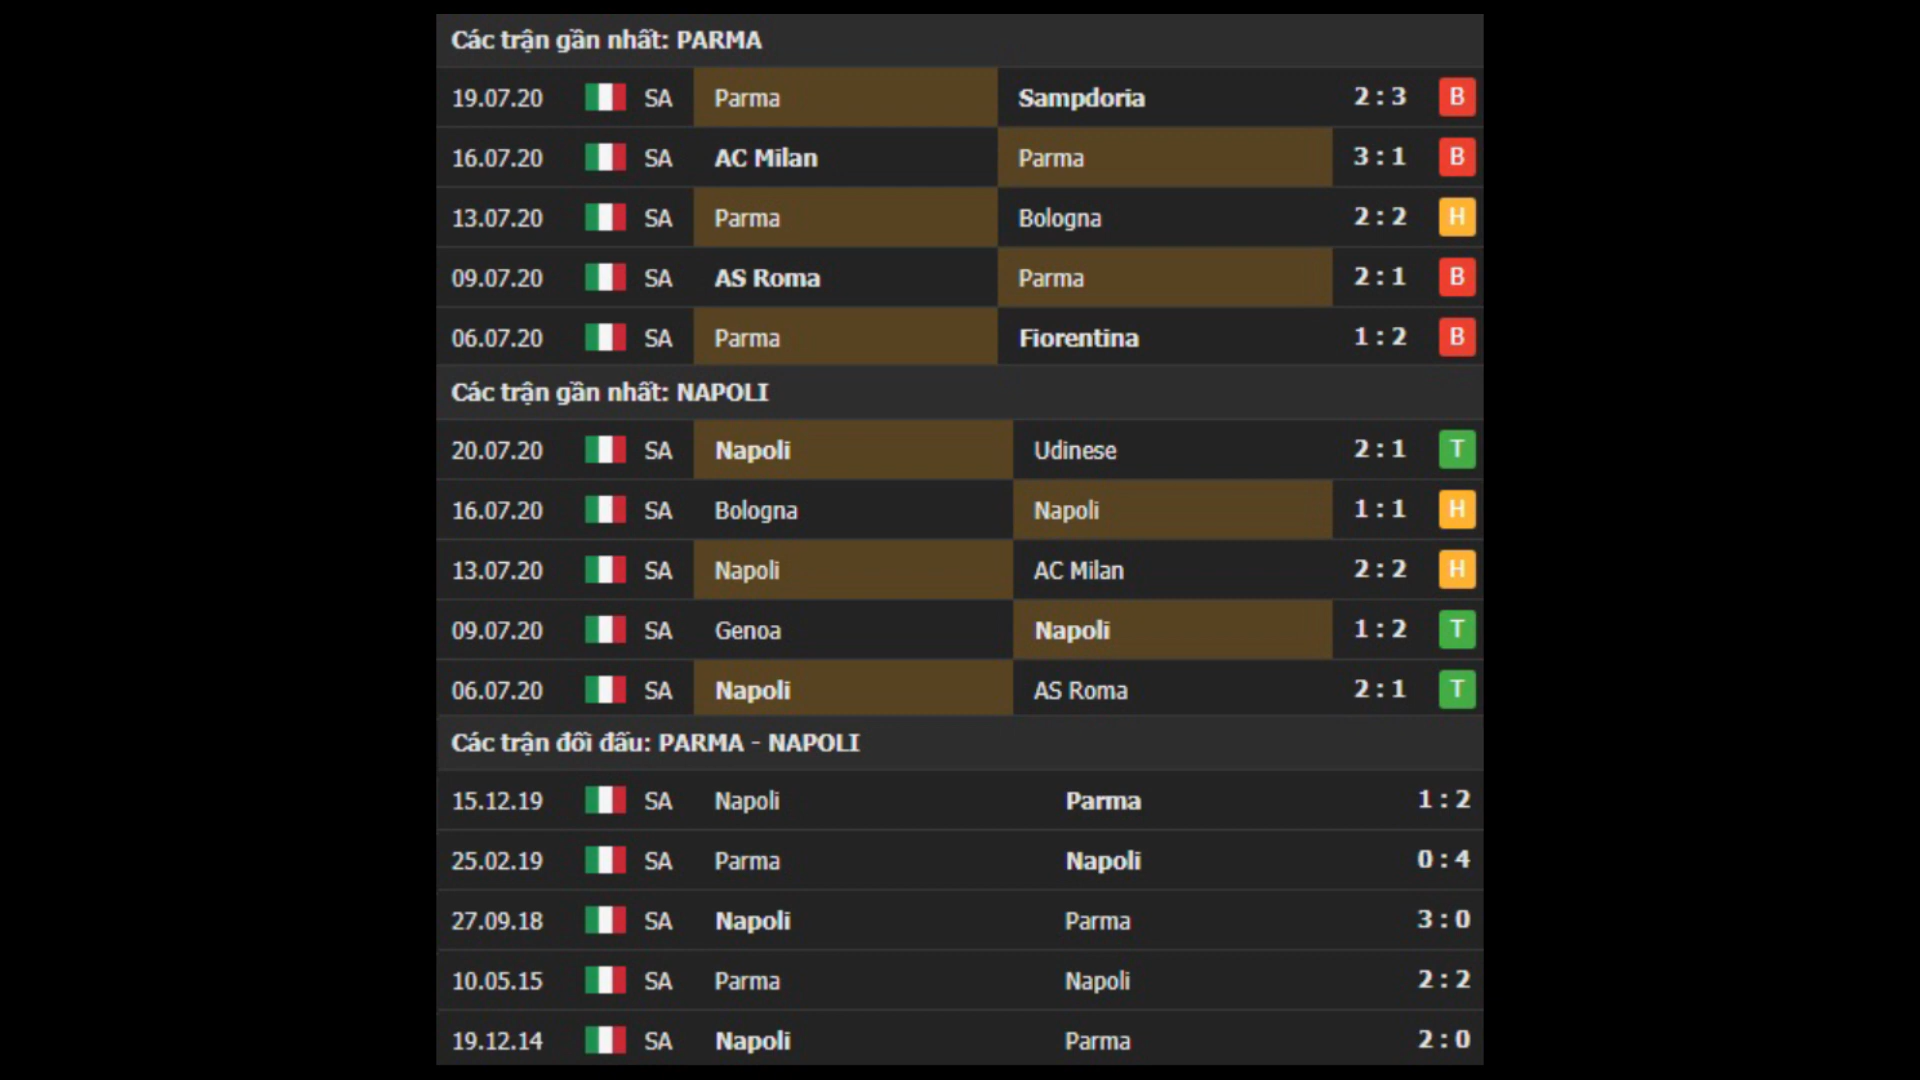 Các trận gần nhất: PARMA
19.07.20 SA Parma Sampdoria 2 : 3 B
16.07.20 SA AC Milan Parma 3 : 1 B
13.07.20 SA Parma Bologna 2 : 2 H
09.07.20 SA AS Roma Parma 2 : 1 B
06.07.20 SA Parma Fiorentina 1 : 2 B
Các trận gần nhất: NAPOLI
20.07.20 SA Napoli Udinese 2 : 1 T
16.07.20 SA Bologna Napoli 1 : 1 H
13.07.20 SA Napoli AC Milan 2 : 2 H
09.07.20 SA Genoa Napoli 1 : 2 T
06.07.20 SA Napoli AS Roma 2 : 1 T
Các trận đối đấu: PARMA - NAPOLI
15.12.19 SA Napoli Parma 1 : 2
25.02.19 SA Parma Napoli 0 : 4
27.09.18 SA Napoli Parma 3 : 0
10.05.15 SA Parma Napoli 2 : 2
19.12.14 SA Napoli Parma 2 : 0